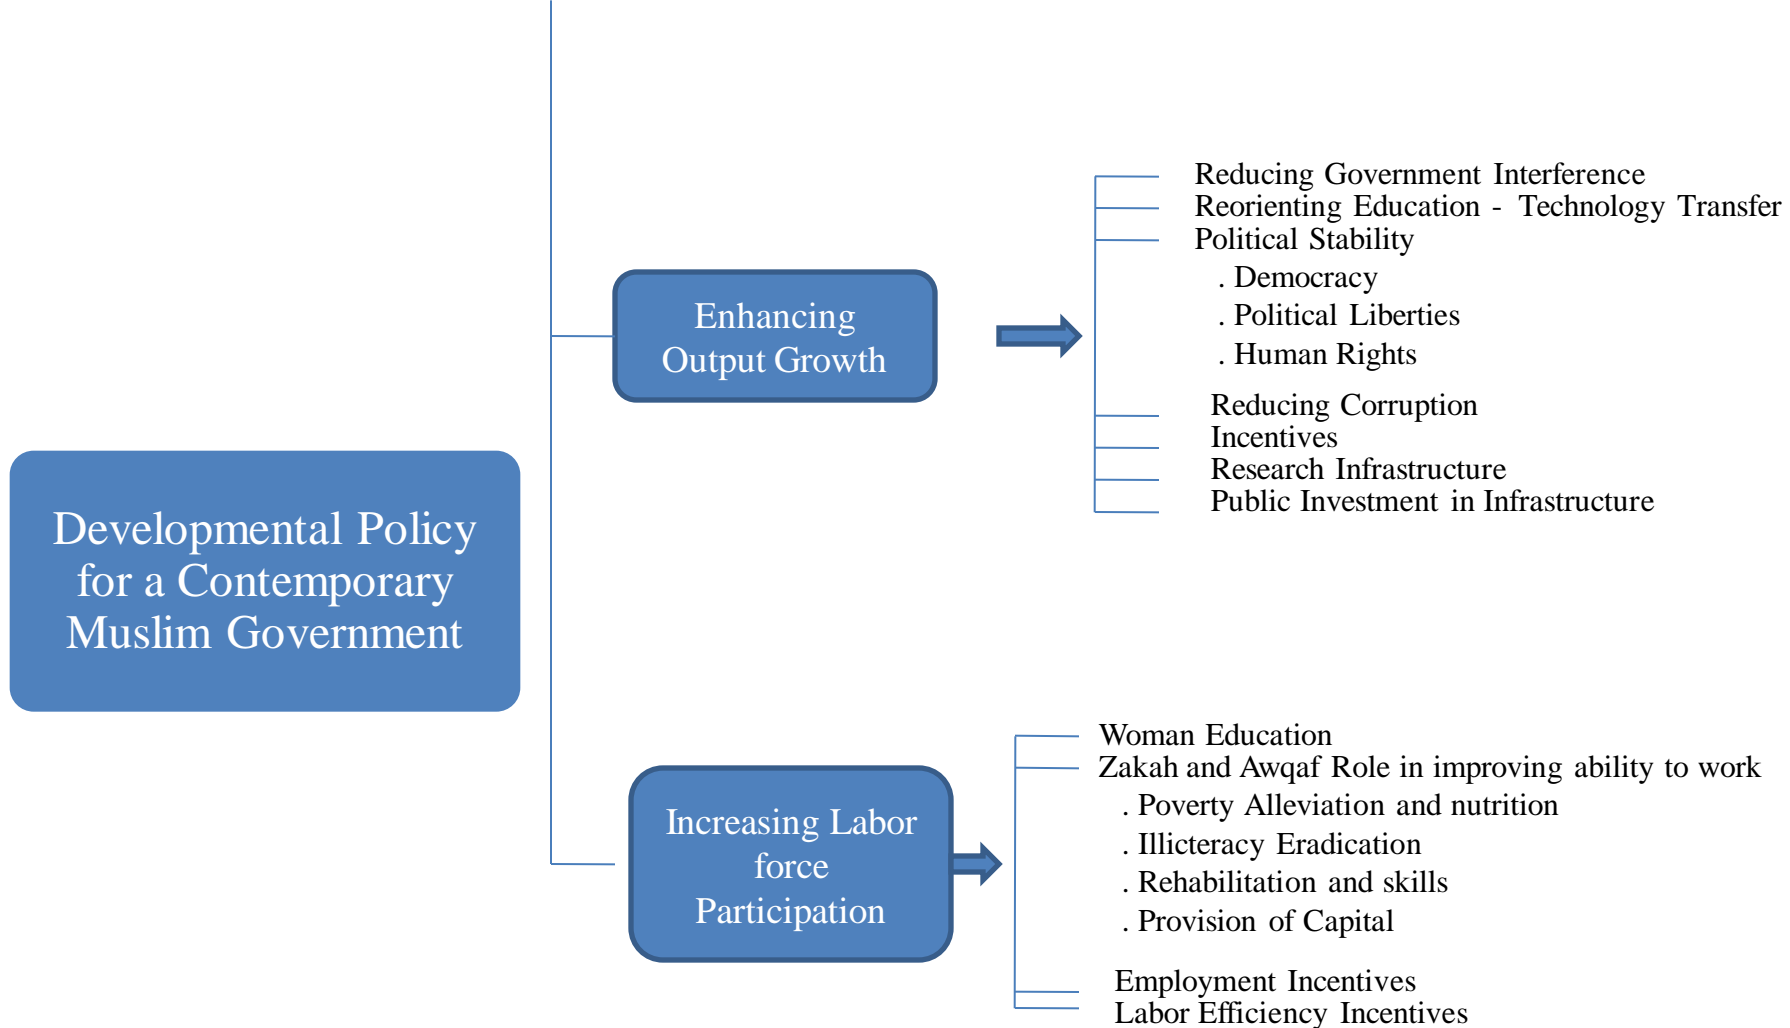 Reducing Government Interference
Reorienting Education - Technology Transfer
Political Stability
. Democracy
. Political Liberties
. Human Rights
Reducing Corruption
Incentives
Research Infrastructure
Public Investment in Infrastructure
Enhancing
Output Growth
Developmental Policy
for a Contemporary
Muslim Government
Increasing Labor
force
Participation
Woman Education
Zakah and Awqaf Role in improving ability to work
. Poverty Alleviation and nutrition
. Illicteracy Eradication
. Rehabilitation and skills
. Provision of Capital
Employment Incentives
Labor Efficiency Incentives